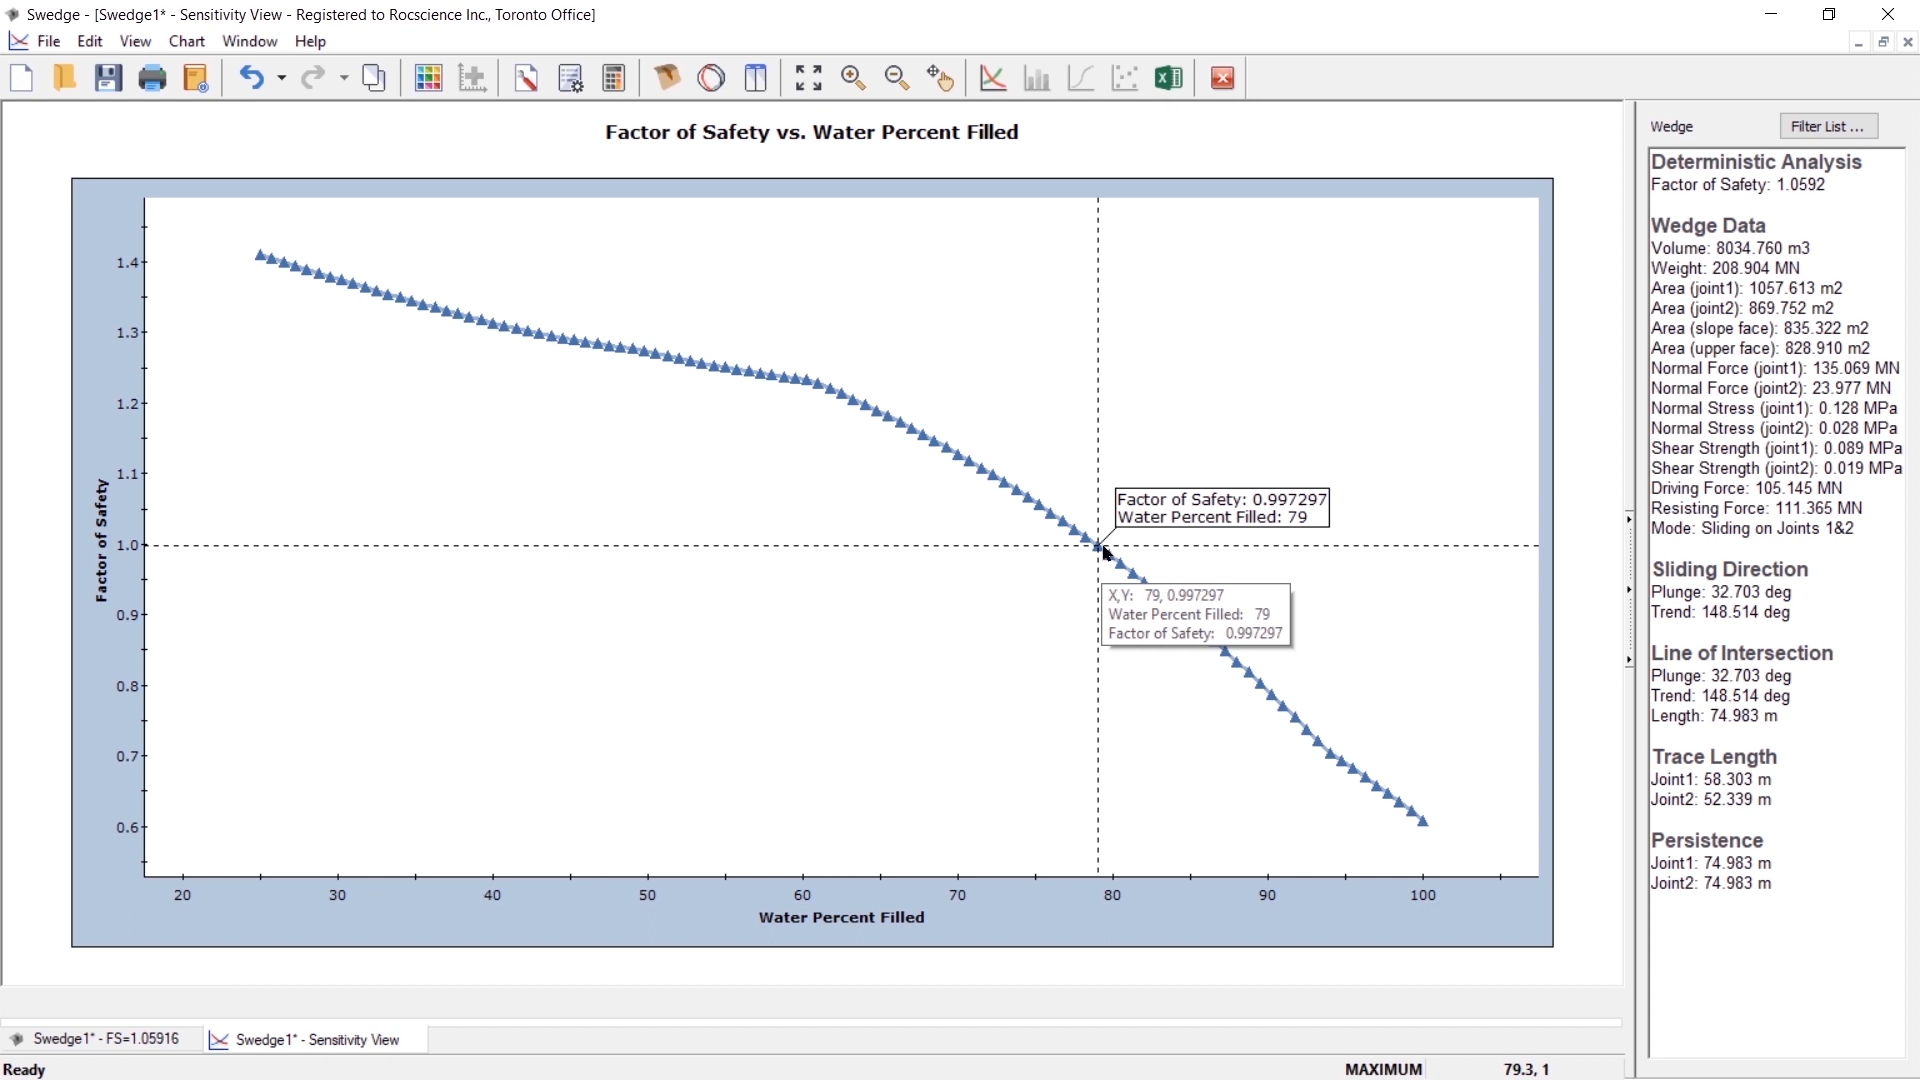 Swedge - [Swedge1* - Sensitivity View - Registered to Rocscience Inc., Toronto Office]
File Edit View Chart Window Help
Factor of Safety vs. Water Percent Filled
1.4
1.3
1.2
1.1
1.0
0.9
0.8
0.7
0.6
Factor of Safety
Factor of Safety: 0.997297
Water Percent Filled: 79
X,Y: 79, 0.997297
Water Percent Filled: 79
Factor of Safety: 0.997297
20 30 40 50 60 70 80 90 100
Water Percent Filled
Wedge Filter List ...
Deterministic Analysis
Factor of Safety: 1.0592
Wedge Data
Volume: 8034.760 m3
Weight: 208.904 MN
Area (joint1): 1057.613 m2
Area (joint2): 869.752 m2
Area (slope face): 835.322 m2
Area (upper face): 828.910 m2
Normal Force (joint1): 135.069 MN
Normal Force (joint2): 23.977 MN
Normal Stress (joint1): 0.128 MPa
Normal Stress (joint2): 0.028 MPa
Shear Strength (joint1): 0.089 MPa
Shear Strength (joint2): 0.019 MPa
Driving Force: 105.145 MN
Resisting Force: 111.365 MN
Mode: Sliding on Joints 1&2
Sliding Direction
Plunge: 32.703 deg
Trend: 148.514 deg
Line of Intersection
Plunge: 32.703 deg
Trend: 148.514 deg
Length: 74.983 m
Trace Length
Joint1: 58.303 m
Joint2: 52.339 m
Persistence
Joint1: 74.983 m
Joint2: 74.983 m
Swedge1* - FS=1.05916 Swedge1* - Sensitivity View
Ready MAXIMUM 79.3, 1